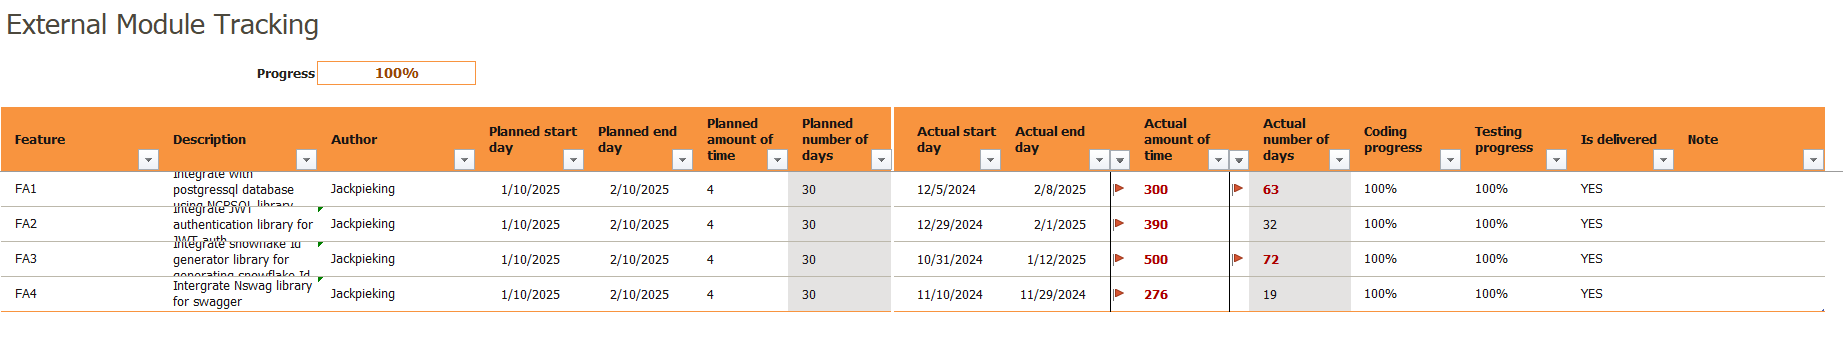 External Module Tracking
Progress 100%
Feature Description Author Planned start day Planned end day Planned amount of time Planned number of days Actual start day Actual end day Actual amount of time Actual number of days Coding progress Testing progress Is delivered Note
FA1 Integrate with postgressql database using NCPSQL library Jackpieking 1/10/2025 2/10/2025 4 30 12/5/2024 2/8/2025 300 63 100% 100% YES
FA2 Integrate JWT authentication library for JWT auth Jackpieking 1/10/2025 2/10/2025 4 30 12/29/2024 2/1/2025 390 32 100% 100% YES
FA3 Integrate snowflake Id generator library for generating snowflake Id Jackpieking 1/10/2025 2/10/2025 4 30 10/31/2024 1/12/2025 500 72 100% 100% YES
FA4 Intergrate Nswag library for swagger Jackpieking 1/10/2025 2/10/2025 4 30 11/10/2024 11/29/2024 276 19 100% 100% YES